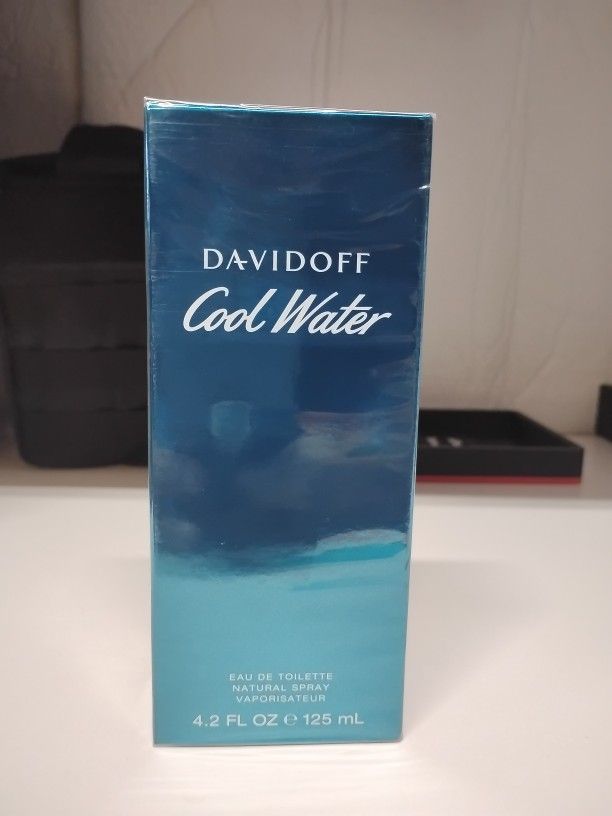 DAVIDOFF
Cool Water
EAU DE TOILETTE
NATURAL SPRAY
VAPORISATEUR
4.2 FL OZ ℮ 125 mL